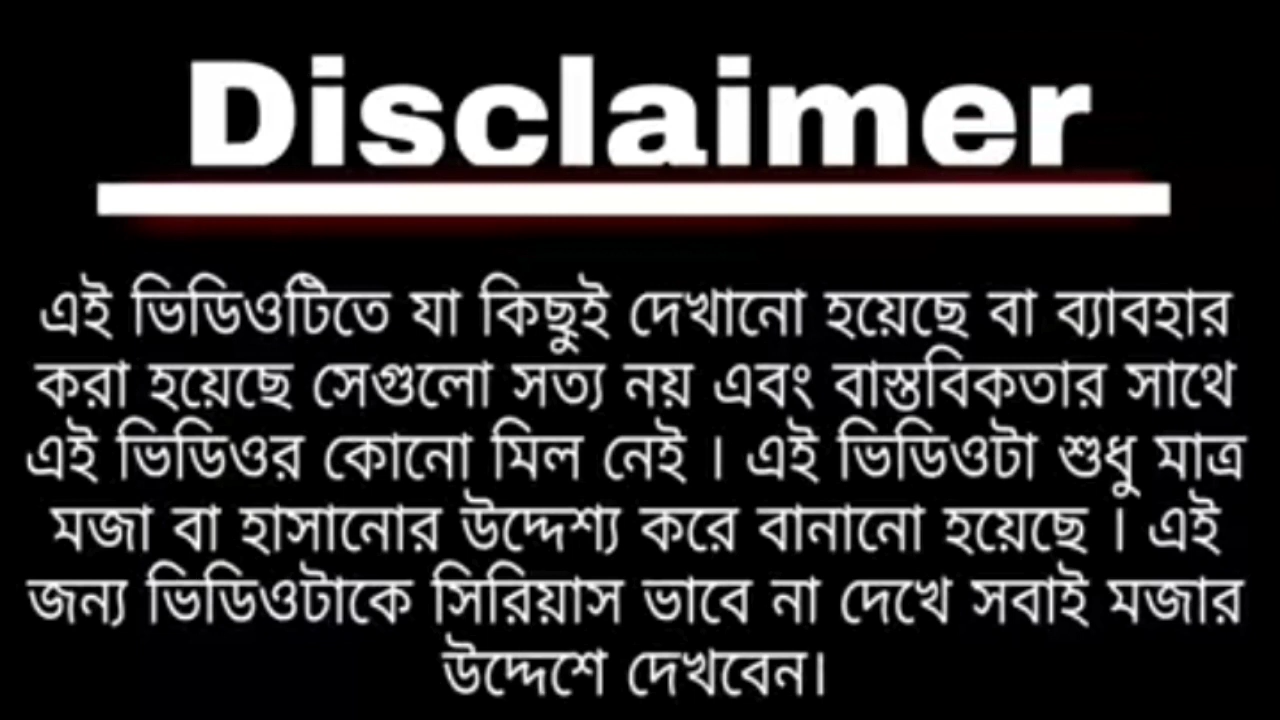 Disclaimer
এই ভিডিওটিতে যা কিছুই দেখানো হয়েছে বা ব্যাবহার
করা হয়েছে সেগুলো সত্য নয় এবং বাস্তবিকতার সাথে
এই ভিডিওর কোনো মিল নেই । এই ভিডিওটা শুধু মাত্র
মজা বা হাসানোর উদ্দেশ্য করে বানানো হয়েছে । এই
জন্য ভিডিওটাকে সিরিয়াস ভাবে না দেখে সবাই মজার
উদ্দেশে দেখবেন।